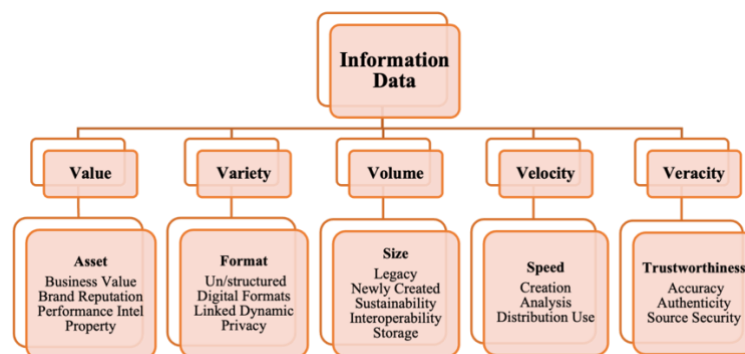 Information
Data
Value
Variety
Volume
Velocity
Veracity
Asset
Business Value
Brand Reputation
Performance Intel
Property
Format
Un/structured
Digital Formats
Linked Dynamic
Privacy
Size
Legacy
Newly Created
Sustainability
Interoperability
Storage
Speed
Creation
Analysis
Distribution Use
Trustworthiness
Accuracy
Authenticity
Source Security